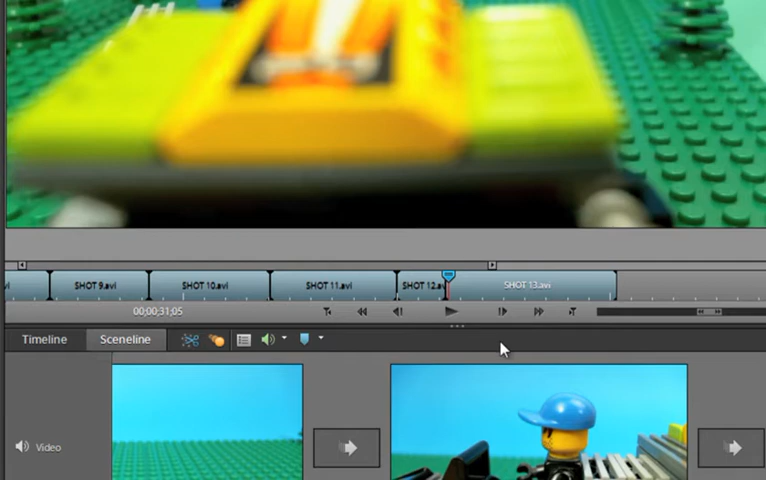 SHOT 9.avi SHOT 10.avi SHOT 11.avi SHOT 12.avi SHOT 13.avi
00;00;31;05
Timeline Sceneline
Video